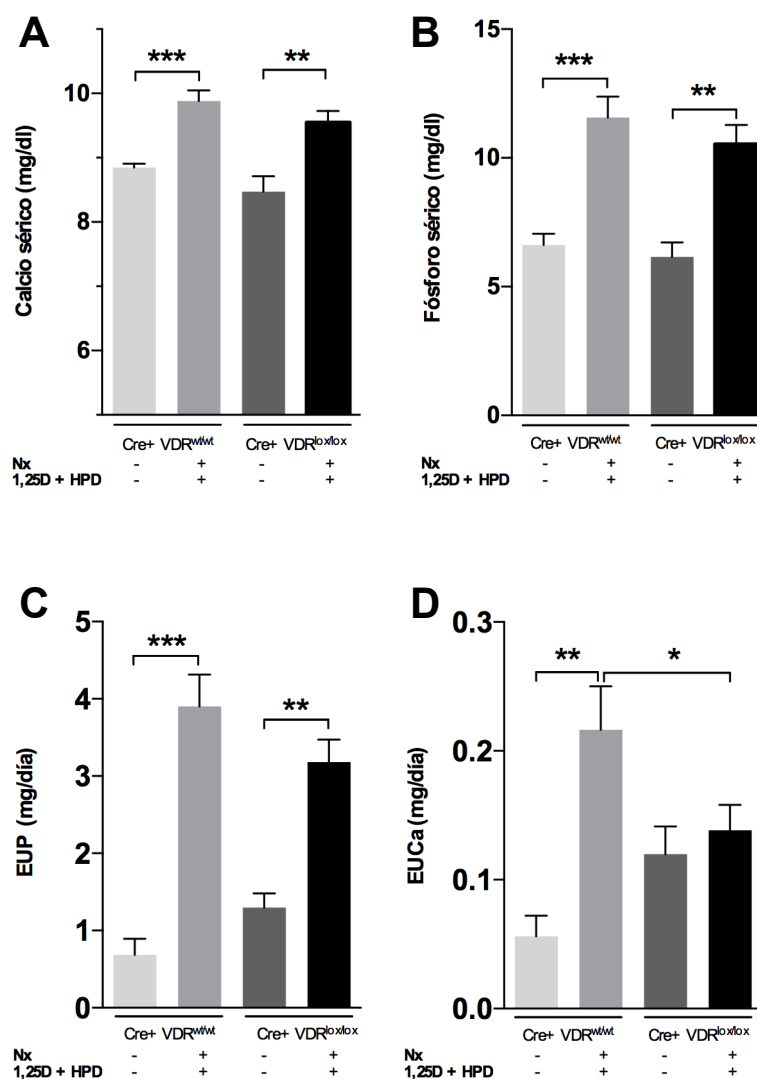 A
Calcio sérico (mg/dl)
10
8
6
***
**
Cre+ VDRwt/wt
Cre+ VDRlox/lox
Nx - + - +
1,25D + HPD - + - +
B
Fósforo sérico (mg/dl)
15
10
5
0
***
**
Cre+ VDRwt/wt
Cre+ VDRlox/lox
Nx - + - +
1,25D + HPD - + - +
C
EUP (mg/día)
5
4
3
2
1
0
***
**
Cre+ VDRwt/wt
Cre+ VDRlox/lox
Nx - + - +
1,25D + HPD - + - +
D
EUCa (mg/día)
0.3
0.2
0.1
0.0
**
*
Cre+ VDRwt/wt
Cre+ VDRlox/lox
Nx - + - +
1,25D + HPD - + - +